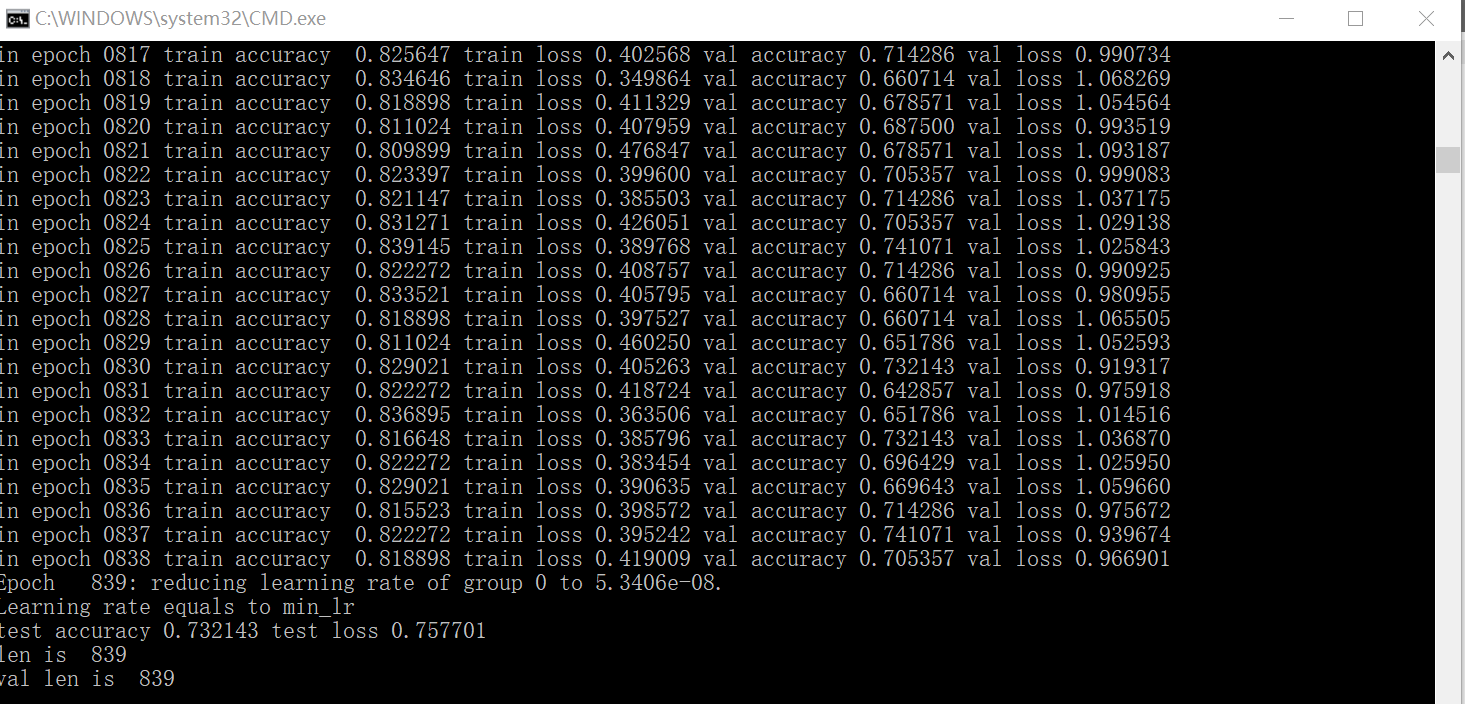 C:\WINDOWS\system32\CMD.exe
in epoch 0817 train accuracy  0.825647 train loss 0.402568 val accuracy 0.714286 val loss 0.990734
in epoch 0818 train accuracy  0.834646 train loss 0.349864 val accuracy 0.660714 val loss 1.068269
in epoch 0819 train accuracy  0.818898 train loss 0.411329 val accuracy 0.678571 val loss 1.054564
in epoch 0820 train accuracy  0.811024 train loss 0.407959 val accuracy 0.687500 val loss 0.993519
in epoch 0821 train accuracy  0.809899 train loss 0.476847 val accuracy 0.678571 val loss 1.093187
in epoch 0822 train accuracy  0.823397 train loss 0.399600 val accuracy 0.705357 val loss 0.999083
in epoch 0823 train accuracy  0.821147 train loss 0.385503 val accuracy 0.714286 val loss 1.037175
in epoch 0824 train accuracy  0.831271 train loss 0.426051 val accuracy 0.705357 val loss 1.029138
in epoch 0825 train accuracy  0.839145 train loss 0.389768 val accuracy 0.741071 val loss 1.025843
in epoch 0826 train accuracy  0.822272 train loss 0.408757 val accuracy 0.714286 val loss 0.990925
in epoch 0827 train accuracy  0.833521 train loss 0.405795 val accuracy 0.660714 val loss 0.980955
in epoch 0828 train accuracy  0.818898 train loss 0.397527 val accuracy 0.660714 val loss 1.065505
in epoch 0829 train accuracy  0.811024 train loss 0.460250 val accuracy 0.651786 val loss 1.052593
in epoch 0830 train accuracy  0.829021 train loss 0.405263 val accuracy 0.732143 val loss 0.919317
in epoch 0831 train accuracy  0.822272 train loss 0.418724 val accuracy 0.642857 val loss 0.975918
in epoch 0832 train accuracy  0.836895 train loss 0.363506 val accuracy 0.651786 val loss 1.014516
in epoch 0833 train accuracy  0.816648 train loss 0.385796 val accuracy 0.732143 val loss 1.036870
in epoch 0834 train accuracy  0.822272 train loss 0.383454 val accuracy 0.696429 val loss 1.025950
in epoch 0835 train accuracy  0.829021 train loss 0.390635 val accuracy 0.669643 val loss 1.059660
in epoch 0836 train accuracy  0.815523 train loss 0.398572 val accuracy 0.714286 val loss 0.975672
in epoch 0837 train accuracy  0.822272 train loss 0.395242 val accuracy 0.741071 val loss 0.939674
in epoch 0838 train accuracy  0.818898 train loss 0.419009 val accuracy 0.705357 val loss 0.966901
Epoch   839: reducing learning rate of group 0 to 5.3406e-08.
Learning rate equals to min_lr
test accuracy 0.732143 test loss 0.757701
len is  839
val len is  839